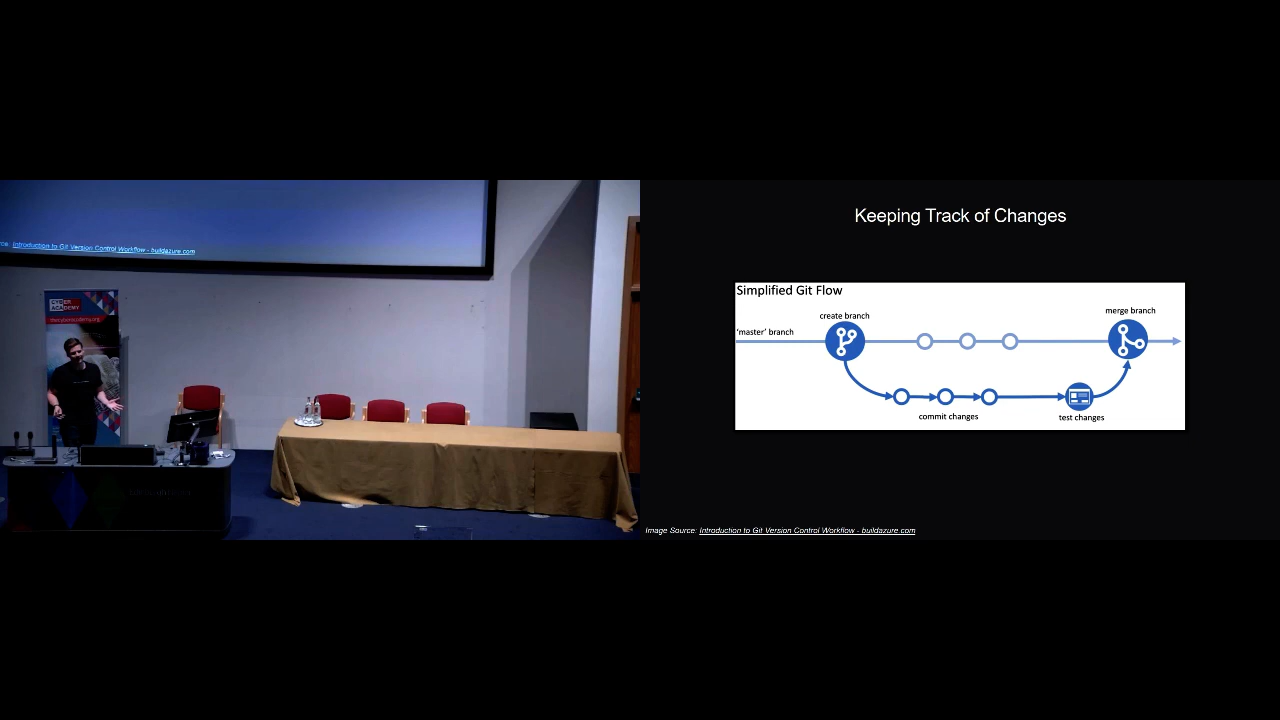 Introduction to Git Version Control Workflow - buildazure.com
Keeping Track of Changes
Simplified Git Flow
create branch
merge branch
'master' branch
commit changes
test changes
Image Source: Introduction to Git Version Control Workflow - buildazure.com